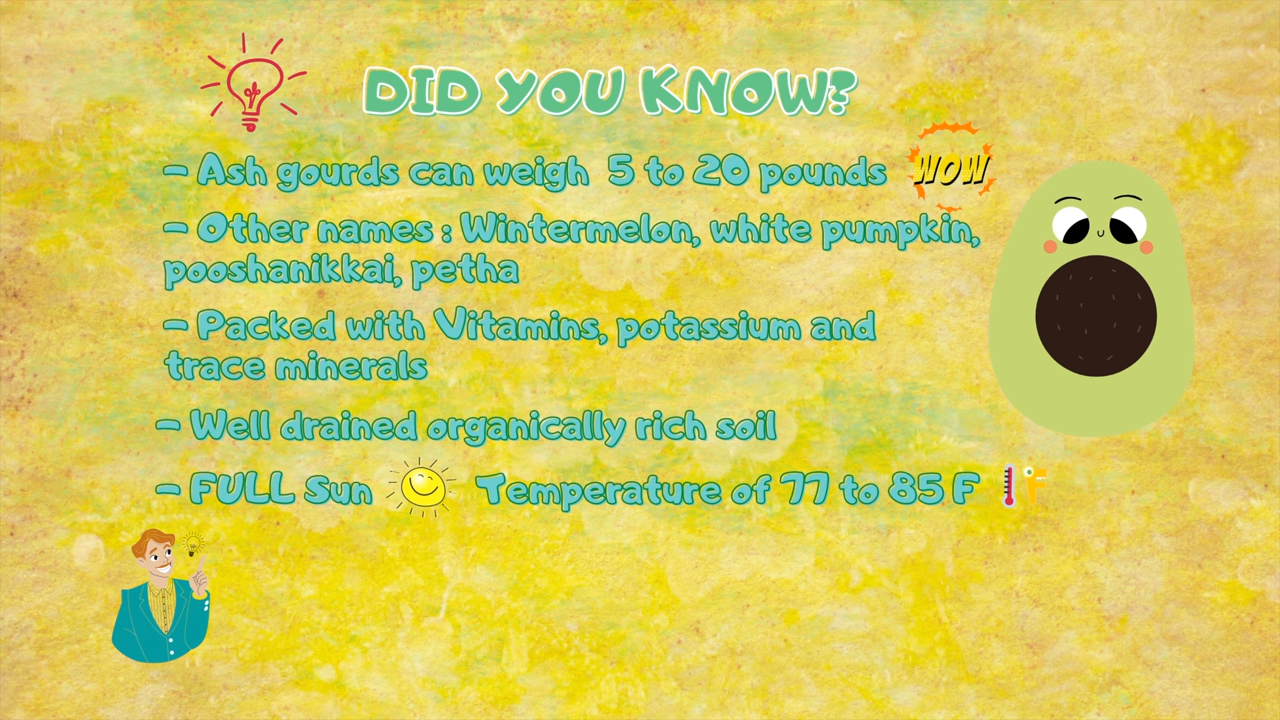 DID YOU KNOW?
- Ash gourds can weigh 5 to 20 pounds WOW
- Other names : Wintermelon, white pumpkin,
pooshanikkai, petha
- Packed with Vitamins, potassium and
trace minerals
- Well drained organically rich soil
- FULL Sun Temperature of 77 to 85 F